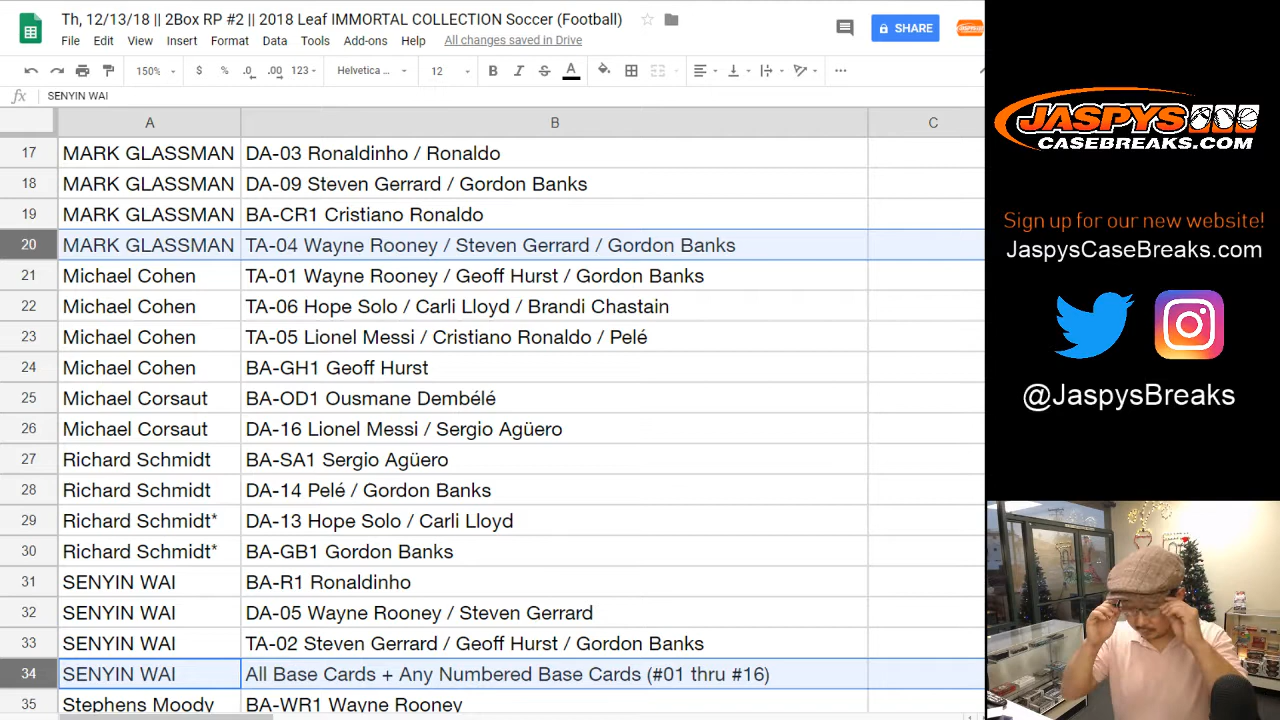 Th, 12/13/18 || 2Box RP #2 || 2018 Leaf IMMORTAL COLLECTION Soccer (Football)
File Edit View Insert Format Data Tools Add-ons Help All changes saved in Drive
SHARE
150% $ % .0 .00 123 Helvetica ... 12 B I S A
fx SENYIN WAI
A B C
17 MARK GLASSMAN DA-03 Ronaldinho / Ronaldo
18 MARK GLASSMAN DA-09 Steven Gerrard / Gordon Banks
19 MARK GLASSMAN BA-CR1 Cristiano Ronaldo
20 MARK GLASSMAN TA-04 Wayne Rooney / Steven Gerrard / Gordon Banks
21 Michael Cohen TA-01 Wayne Rooney / Geoff Hurst / Gordon Banks
22 Michael Cohen TA-06 Hope Solo / Carli Lloyd / Brandi Chastain
23 Michael Cohen TA-05 Lionel Messi / Cristiano Ronaldo / Pelé
24 Michael Cohen BA-GH1 Geoff Hurst
25 Michael Corsaut BA-OD1 Ousmane Dembélé
26 Michael Corsaut DA-16 Lionel Messi / Sergio Agüero
27 Richard Schmidt BA-SA1 Sergio Agüero
28 Richard Schmidt DA-14 Pelé / Gordon Banks
29 Richard Schmidt* DA-13 Hope Solo / Carli Lloyd
30 Richard Schmidt* BA-GB1 Gordon Banks
31 SENYIN WAI BA-R1 Ronaldinho
32 SENYIN WAI DA-05 Wayne Rooney / Steven Gerrard
33 SENYIN WAI TA-02 Steven Gerrard / Geoff Hurst / Gordon Banks
34 SENYIN WAI All Base Cards + Any Numbered Base Cards (#01 thru #16)
35 Stephens Moody BA-WR1 Wayne Rooney
JASPYS
CASEBREAKS.COM
Sign up for our new website!
JaspysCaseBreaks.com
@JaspysBreaks